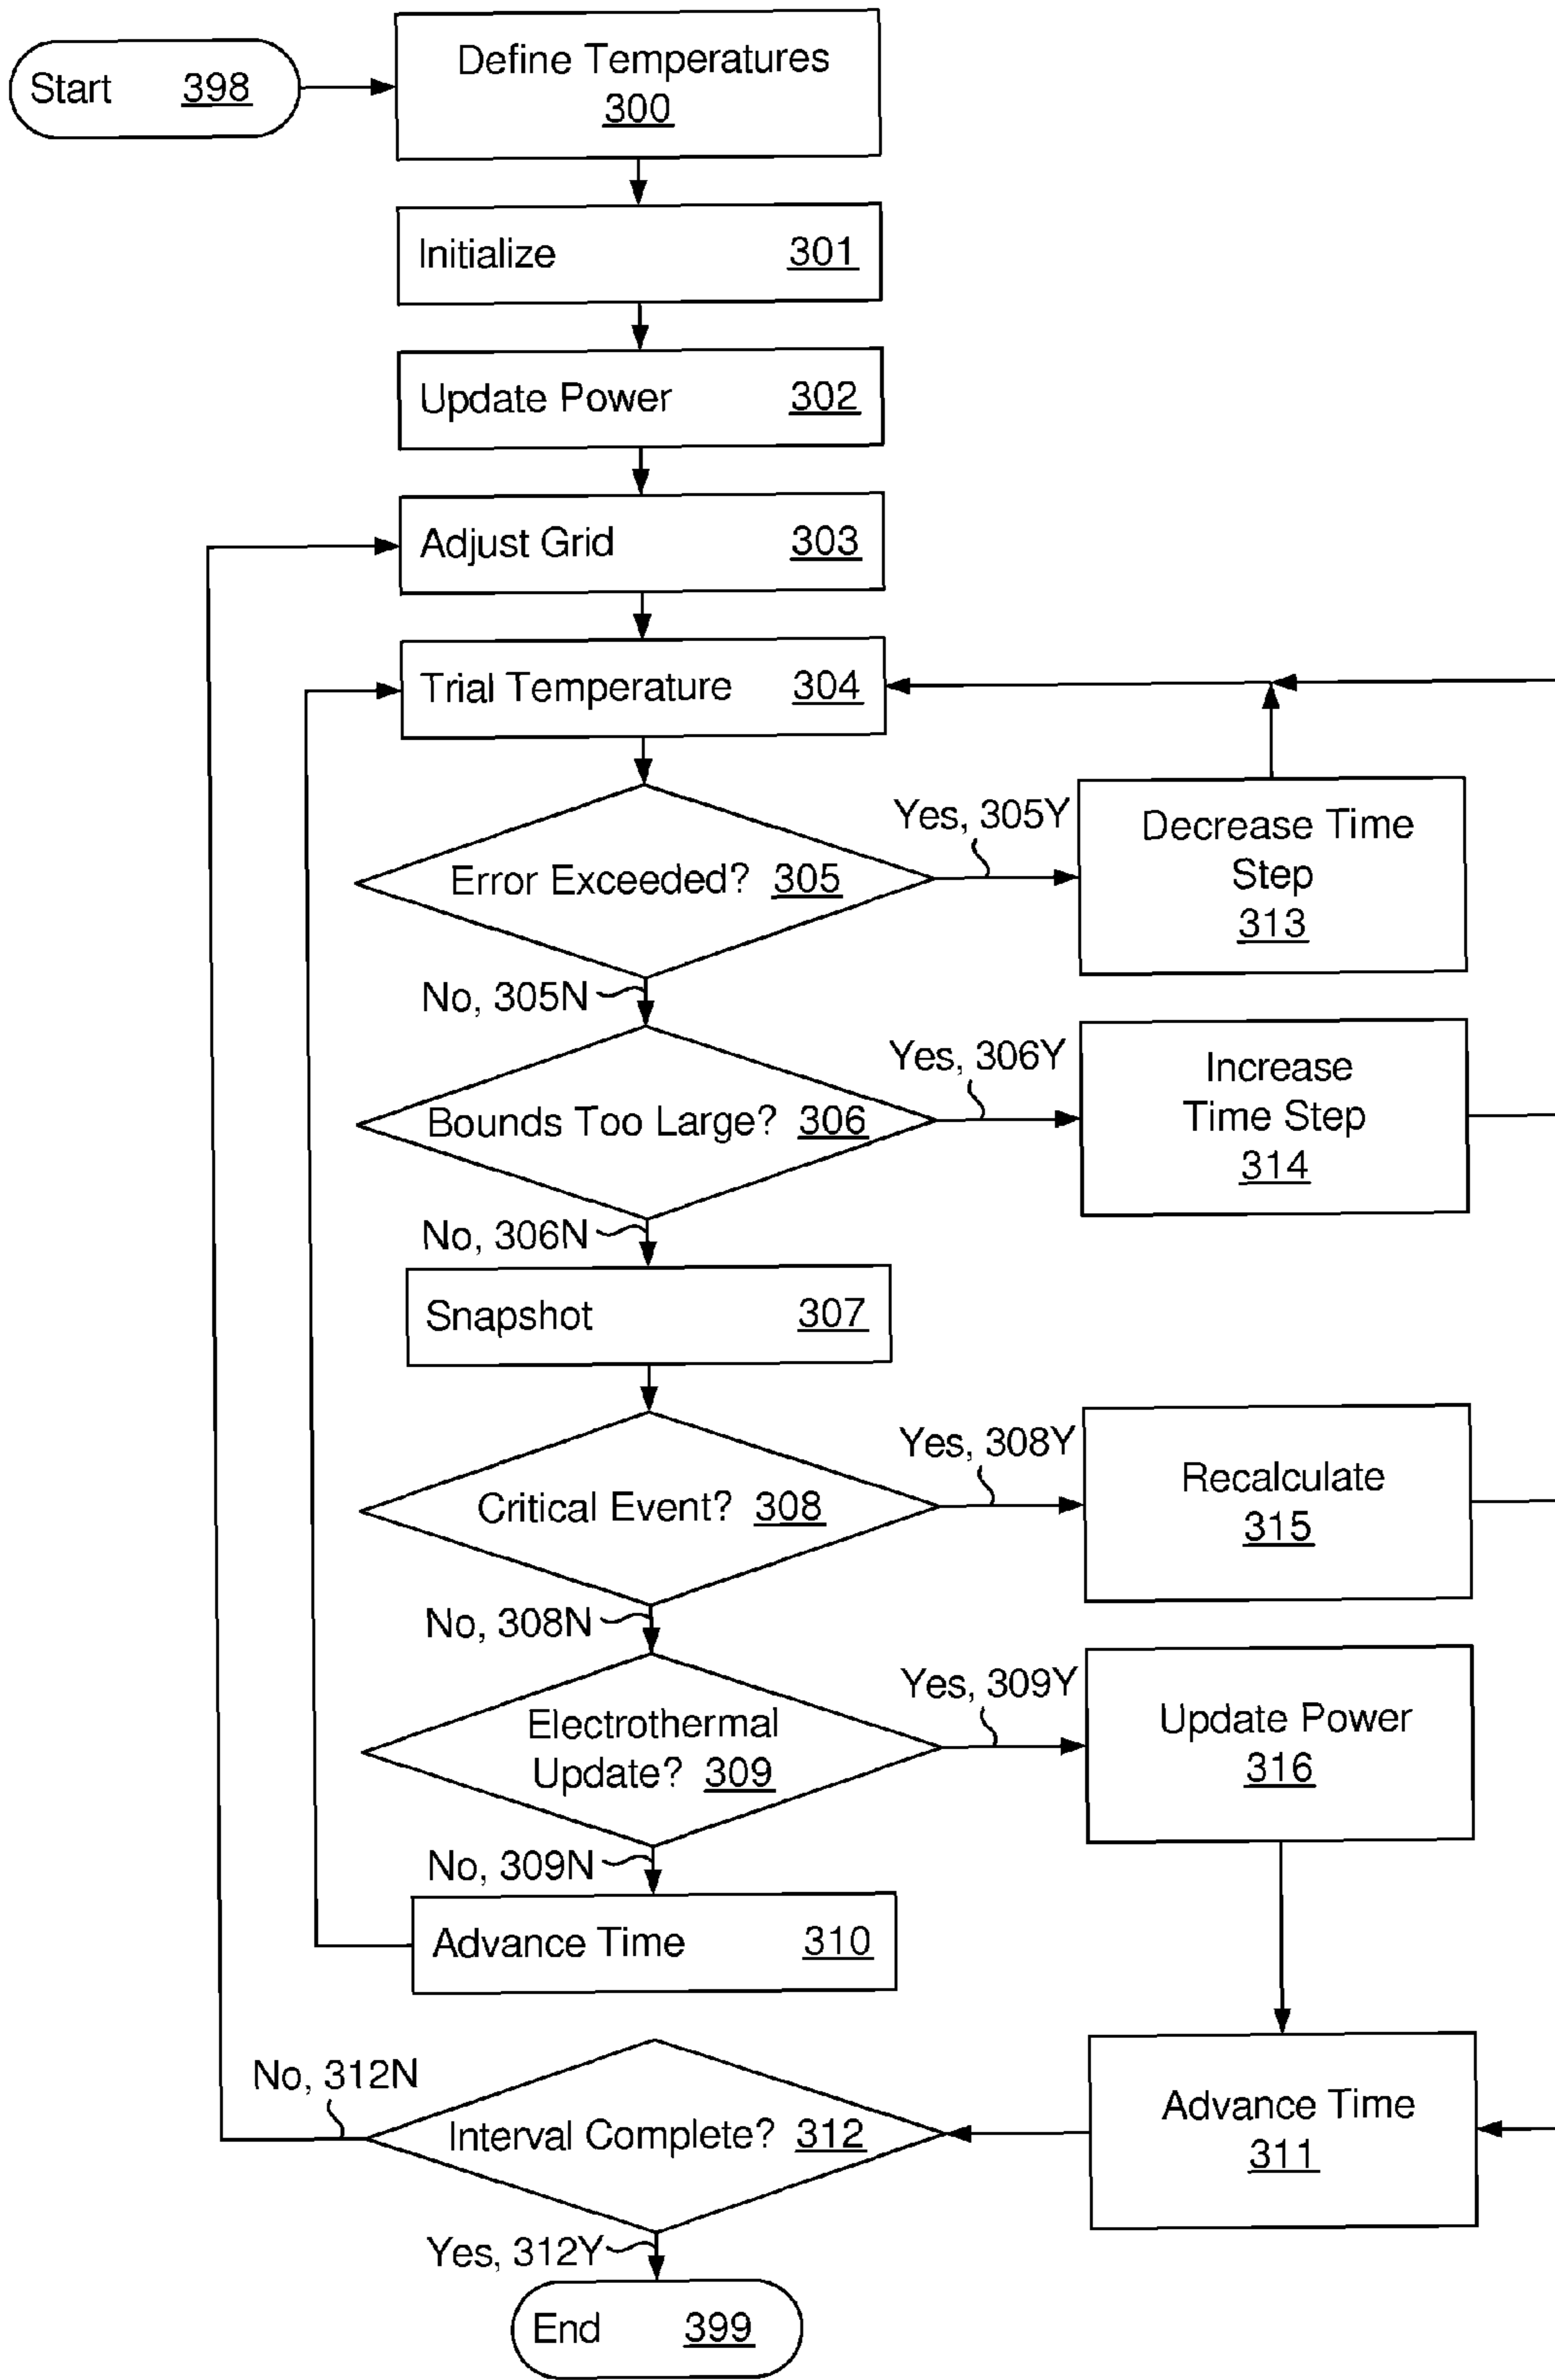 Start 398
Define Temperatures
300
Initialize 301
Update Power 302
Adjust Grid 303
Trial Temperature 304
Error Exceeded? 305
Yes, 305Y
Decrease Time
Step
313
No, 305N
Bounds Too Large? 306
Yes, 306Y
Increase
Time Step
314
No, 306N
Snapshot 307
Critical Event? 308
Yes, 308Y
Recalculate
315
No, 308N
Electrothermal
Update? 309
Yes, 309Y
Update Power
316
No, 309N
Advance Time 310
Advance Time
311
Interval Complete? 312
No, 312N
Yes, 312Y
End 399